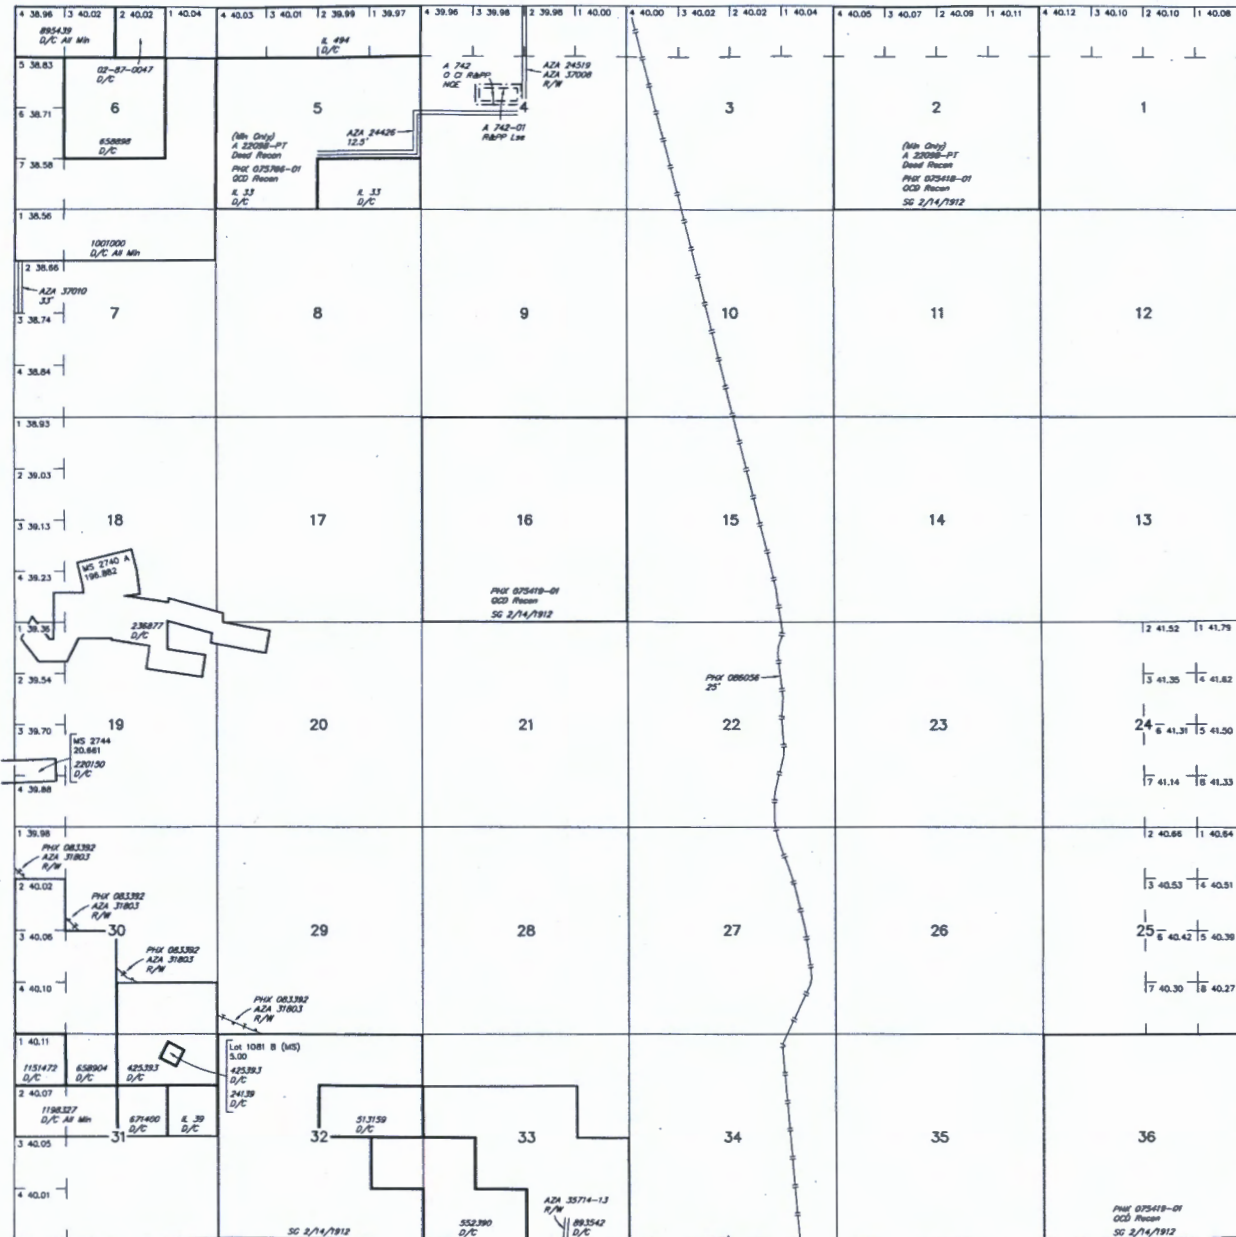 4 38.96 3 40.02 2 40.02 1 40.04
4 40.03 3 40.01 2 39.99 1 39.97
4 39.96 3 39.98 2 39.98 1 40.00
4 40.00 3 40.02 2 40.02 1 40.04
4 40.05 3 40.07 2 40.09 1 40.11
4 40.12 3 40.10 2 40.10 1 40.08
895439
D/C All Min
IL 494
D/C
5 38.83
02-87-0047
D/C
6
6 38.71
658898
D/C
7 38.58
5
(Min Only)
A 22098-PT
Deed Recon
PHX 075786-01
OCD Recon
IL 33
D/C
AZA 24426
12.5'
IL 33
D/C
A 742
O Cl R&PP
NOE
AZA 24519
AZA 37008
R/W
4
A 742-01
R&PP Lse
3
2
(Min Only)
A 22098-PT
Deed Recon
PHX 075418-01
OCD Recon
SG 2/14/1912
1
1 38.56
1001000
D/C All Min
2 38.66
AZA 37010
33'
3 38.74
7
8
9
10
11
12
4 38.84
1 38.93
2 39.03
3 39.13
18
17
16
15
14
13
4 39.23
MS 2740 A
196.882
PHX 075419-01
OCD Recon
SG 2/14/1912
1 39.36
236877
D/C
2 41.52 1 41.79
2 39.54
PHX 086056
25'
3 41.35 4 41.62
3 39.70
19
20
21
22
23
24
6 41.31 5 41.50
MS 2744
20.661
220150
D/C
4 39.88
7 41.14 8 41.33
1 39.98
2 40.66 1 40.64
PHX 083392
AZA 31803
R/W
2 40.02
3 40.53 4 40.51
PHX 083392
AZA 31803
R/W
3 40.06
30
29
28
27
26
25
6 40.42 5 40.39
PHX 083392
AZA 31803
R/W
4 40.10
7 40.30 8 40.27
PHX 083392
AZA 31803
R/W
1 40.11
Lot 1081 B (MS)
5.00
425393
D/C
24139
D/C
1151472
D/C
658904
D/C
425393
D/C
2 40.07
1198327
D/C All Min
671400
D/C
IL 39
D/C
513159
D/C
31
32
33
34
35
36
3 40.05
4 40.01
AZA 35714-13
R/W
SG 2/14/1912
552390
D/C
893542
D/C
PHX 075419-01
OCD Recon
SG 2/14/1912